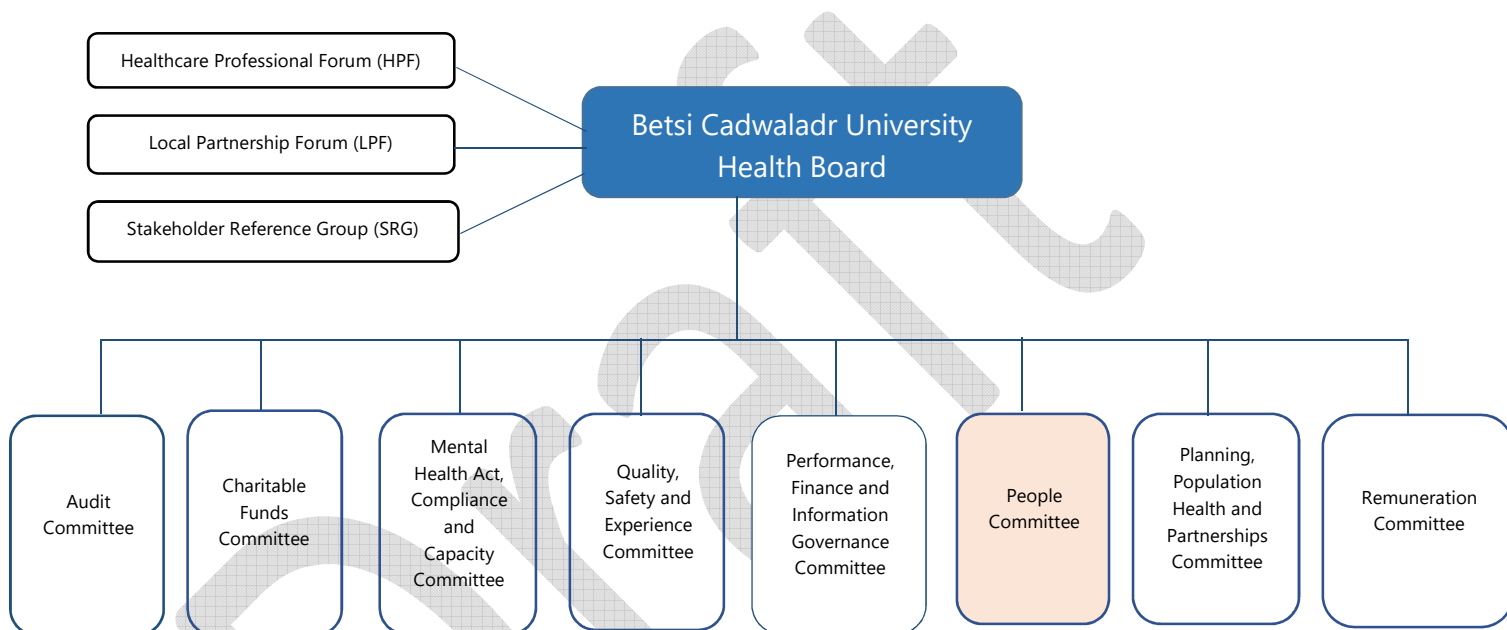 Healthcare Professional Forum (HPF)
Local Partnership Forum (LPF)
Stakeholder Reference Group (SRG)
Betsi Cadwaladr University
Health Board
Audit
Committee
Charitable
Funds
Committee
Mental
Health Act,
Compliance
and
Capacity
Committee
Quality,
Safety and
Experience
Committee
Performance,
Finance and
Information
Governance
Committee
People
Committee
Planning,
Population
Health and
Partnerships
Committee
Remuneration
Committee
Draft